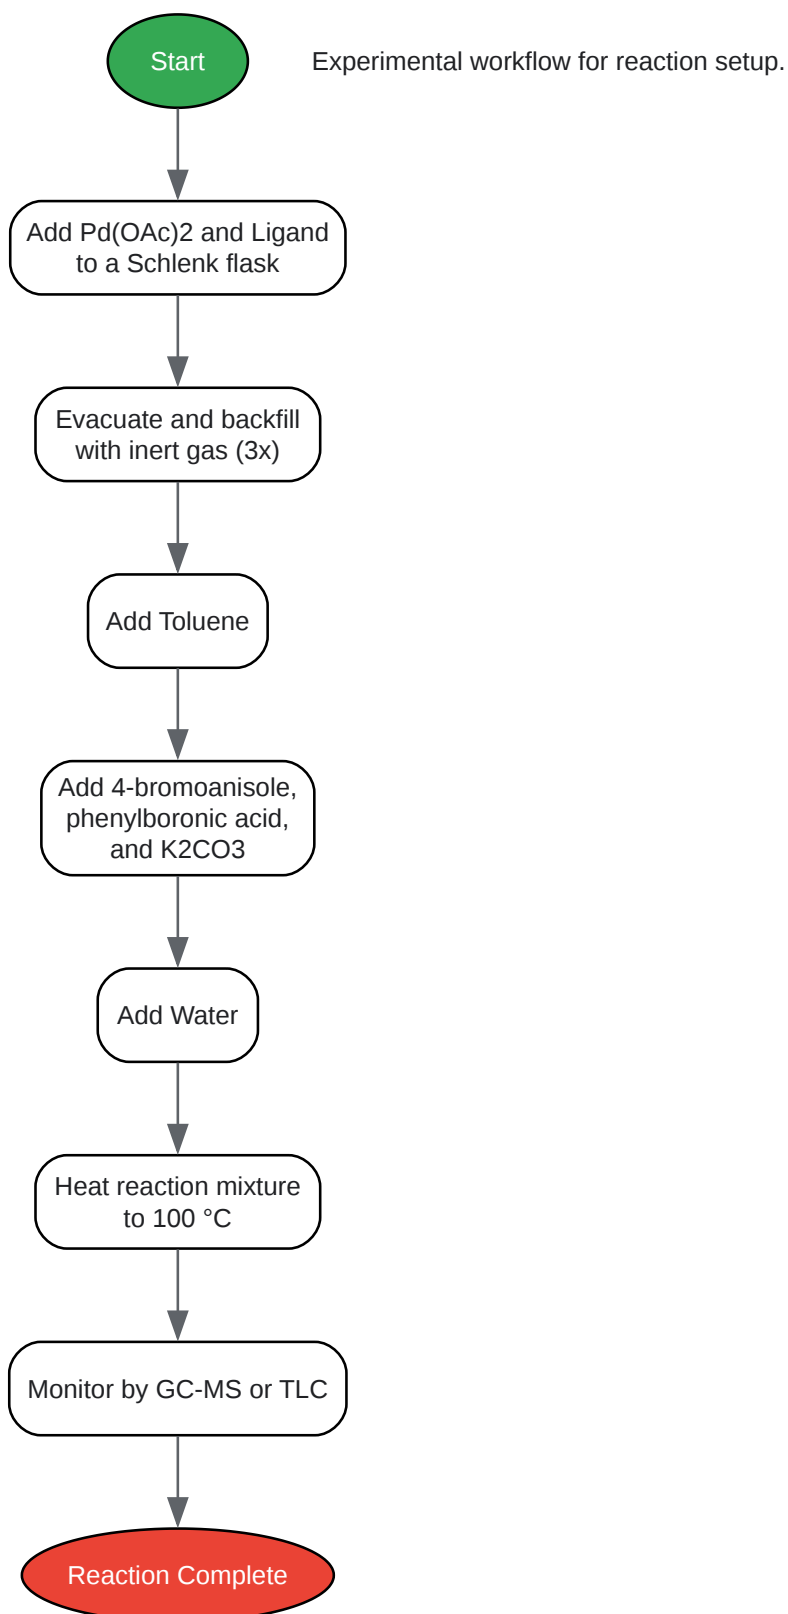 Start
Experimental workflow for reaction setup.
Add Pd(OAc)2 and Ligand
to a Schlenk flask
Evacuate and backfill
with inert gas (3x)
Add Toluene
Add 4-bromoanisole,
phenylboronic acid,
and K2CO3
Add Water
Heat reaction mixture
to 100 °C
Monitor by GC-MS or TLC
Reaction Complete